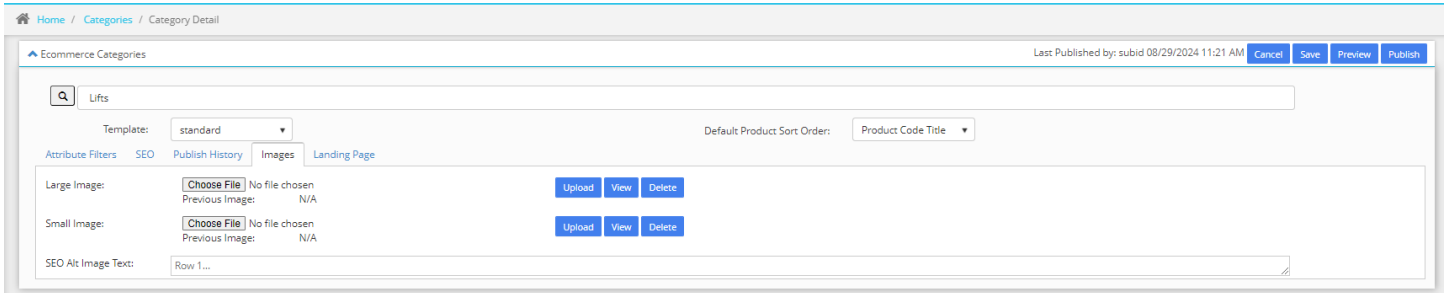 Home / Categories / Category Detail
Ecommerce Categories Last Published by: subid 08/29/2024 11:21 AM Cancel Save Preview Publish
Lifts
Template: standard Default Product Sort Order: Product Code Title
Attribute Filters SEO Publish History Images Landing Page
Large Image: Choose File No file chosen Upload View Delete
Previous Image: N/A
Small Image: Choose File No file chosen Upload View Delete
Previous Image: N/A
SEO Alt Image Text: Row 1...